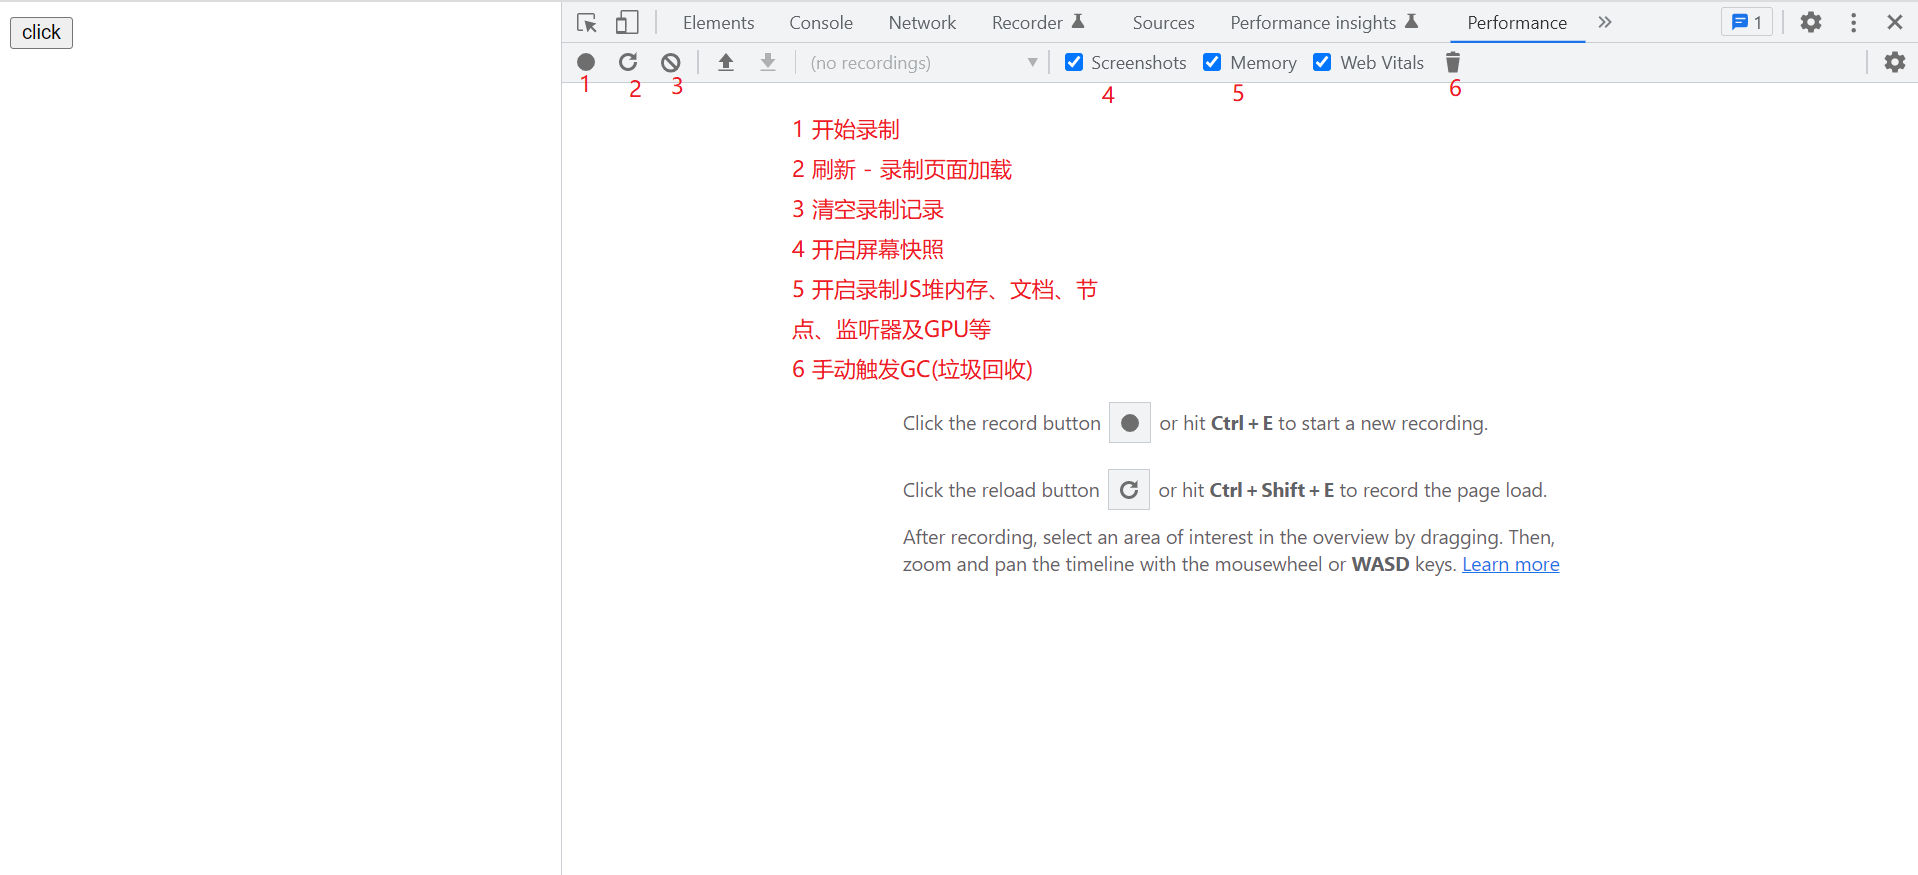 click
Elements Console Network Recorder Sources Performance insights Performance 1
(no recordings) Screenshots Memory Web Vitals
1 2 3 4 5 6
1 开始录制
2 刷新 - 录制页面加载
3 清空录制记录
4 开启屏幕快照
5 开启录制JS堆内存、文档、节
点、监听器及GPU等
6 手动触发GC(垃圾回收)
Click the record button or hit Ctrl + E to start a new recording.
Click the reload button or hit Ctrl + Shift + E to record the page load.
After recording, select an area of interest in the overview by dragging. Then,
zoom and pan the timeline with the mousewheel or WASD keys. Learn more